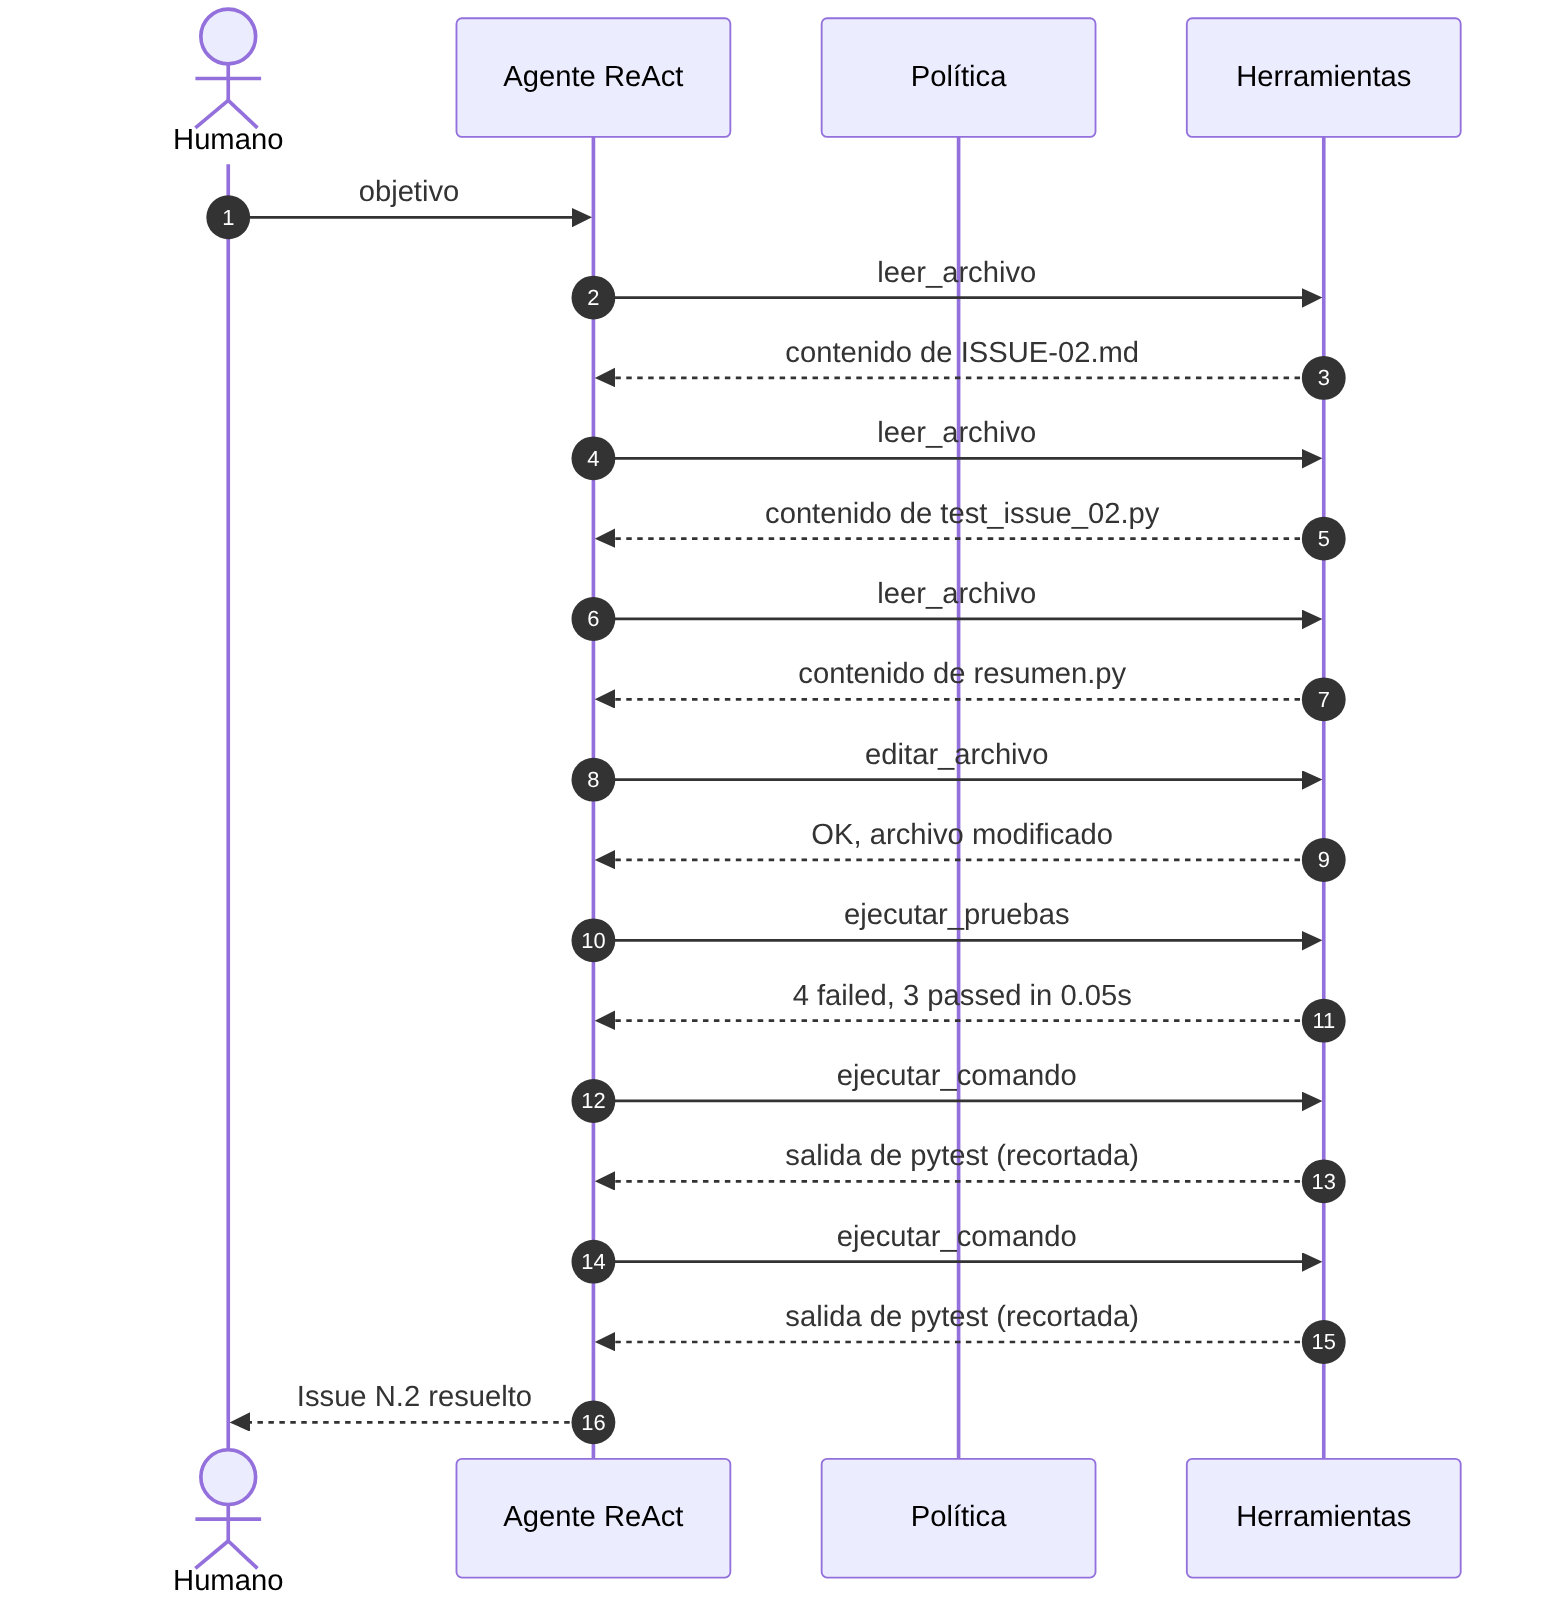 Humano
Agente ReAct
Política
Herramientas
objetivo
1
leer_archivo
2
contenido de ISSUE-02.md
3
leer_archivo
4
contenido de test_issue_02.py
5
leer_archivo
6
contenido de resumen.py
7
editar_archivo
8
OK, archivo modificado
9
ejecutar_pruebas
10
4 failed, 3 passed in 0.05s
11
ejecutar_comando
12
salida de pytest (recortada)
13
ejecutar_comando
14
salida de pytest (recortada)
15
Issue N.2 resuelto
16
Humano
Agente ReAct
Política
Herramientas